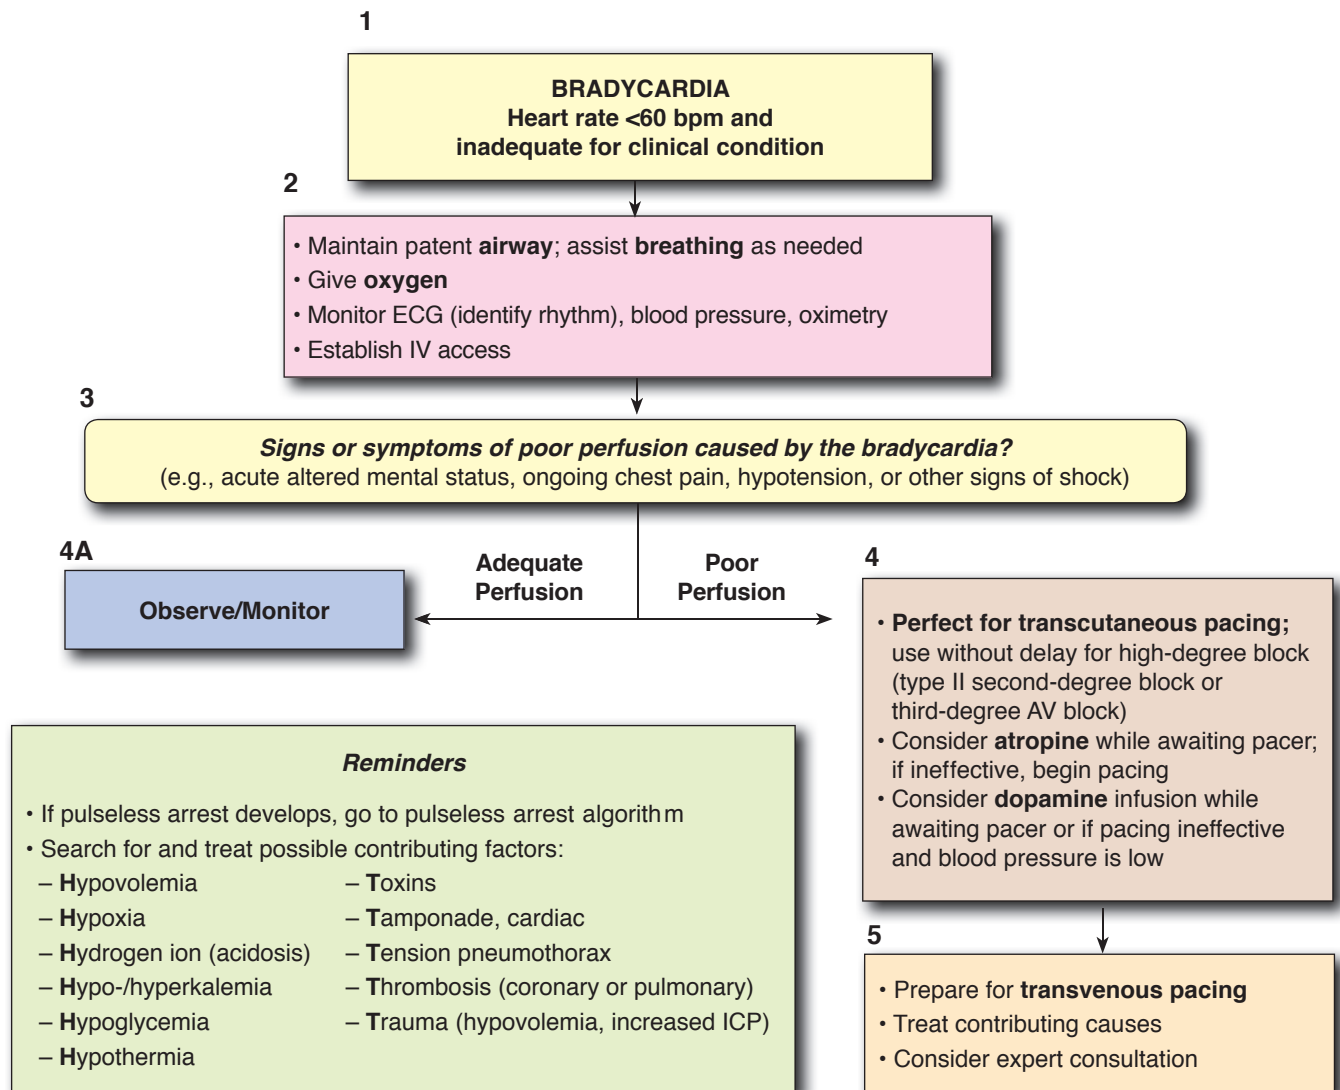 1
BRADYCARDIA
Heart rate <60 bpm and
inadequate for clinical condition
2
• Maintain patent airway; assist breathing as needed
• Give oxygen
• Monitor ECG (identify rhythm), blood pressure, oximetry
• Establish IV access
3
Signs or symptoms of poor perfusion caused by the bradycardia?
(e.g., acute altered mental status, ongoing chest pain, hypotension, or other signs of shock)
4A
Observe/Monitor
Adequate
Perfusion
Poor
Perfusion
4
• Perfect for transcutaneous pacing;
use without delay for high-degree block
(type II second-degree block or
third-degree AV block)
• Consider atropine while awaiting pacer;
if ineffective, begin pacing
• Consider dopamine infusion while
awaiting pacer or if pacing ineffective
and blood pressure is low
Reminders
• If pulseless arrest develops, go to pulseless arrest algorithm
• Search for and treat possible contributing factors:
– Hypovolemia
– Hypoxia
– Hydrogen ion (acidosis)
– Hypo-/hyperkalemia
– Hypoglycemia
– Hypothermia
– Toxins
– Tamponade, cardiac
– Tension pneumothorax
– Thrombosis (coronary or pulmonary)
– Trauma (hypovolemia, increased ICP)
5
• Prepare for transvenous pacing
• Treat contributing causes
• Consider expert consultation